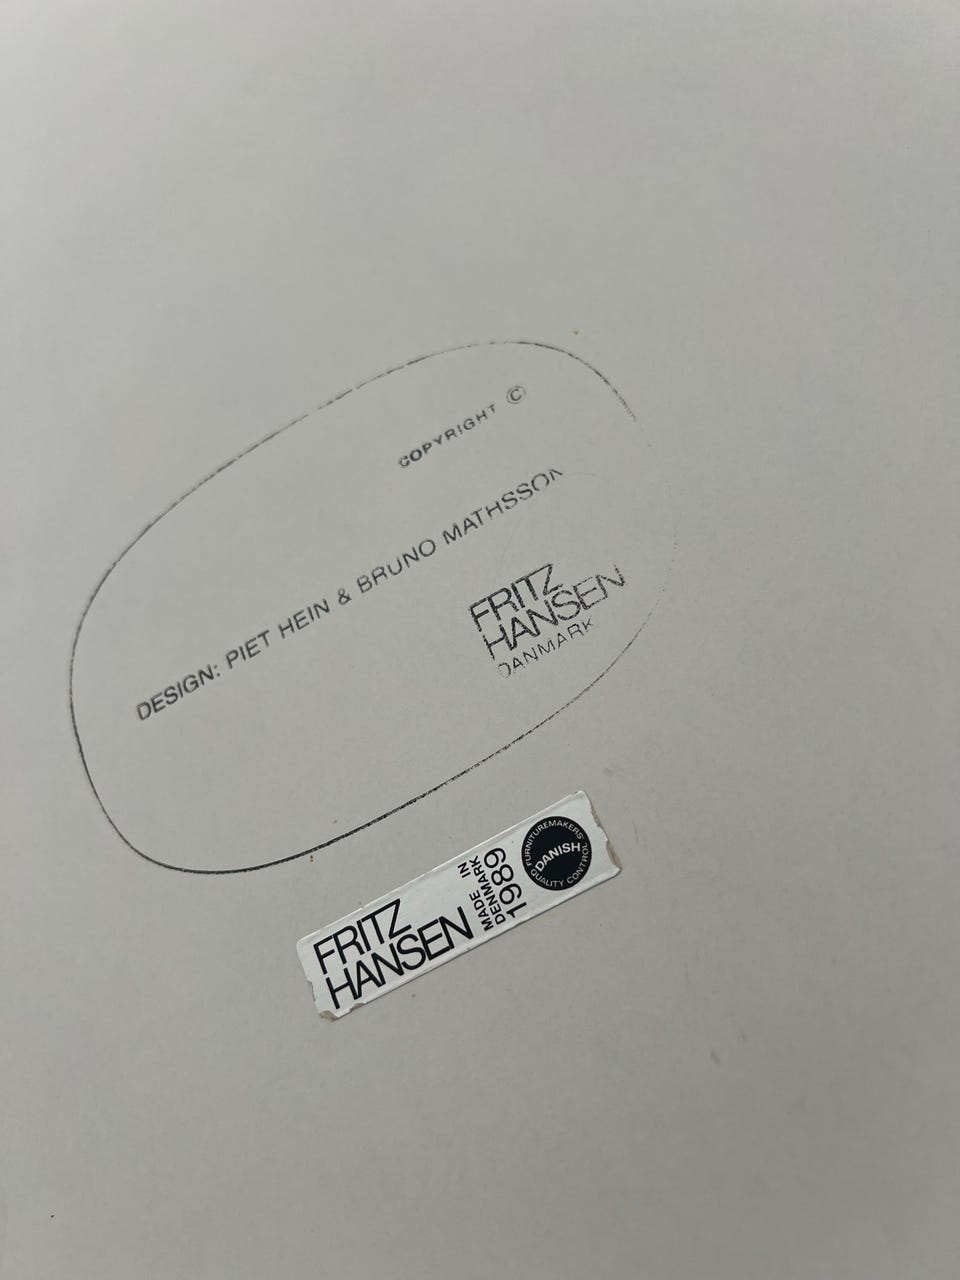 COPYRIGHT ©
DESIGN: PIET HEIN & BRUNO MATHSSON
FRITZ
HANSEN
DANMARK
FRITZ
HANSEN
MADE IN
DENMARK
1989
FURNITUREMAKERS'
DANISH
QUALITY CONTROL